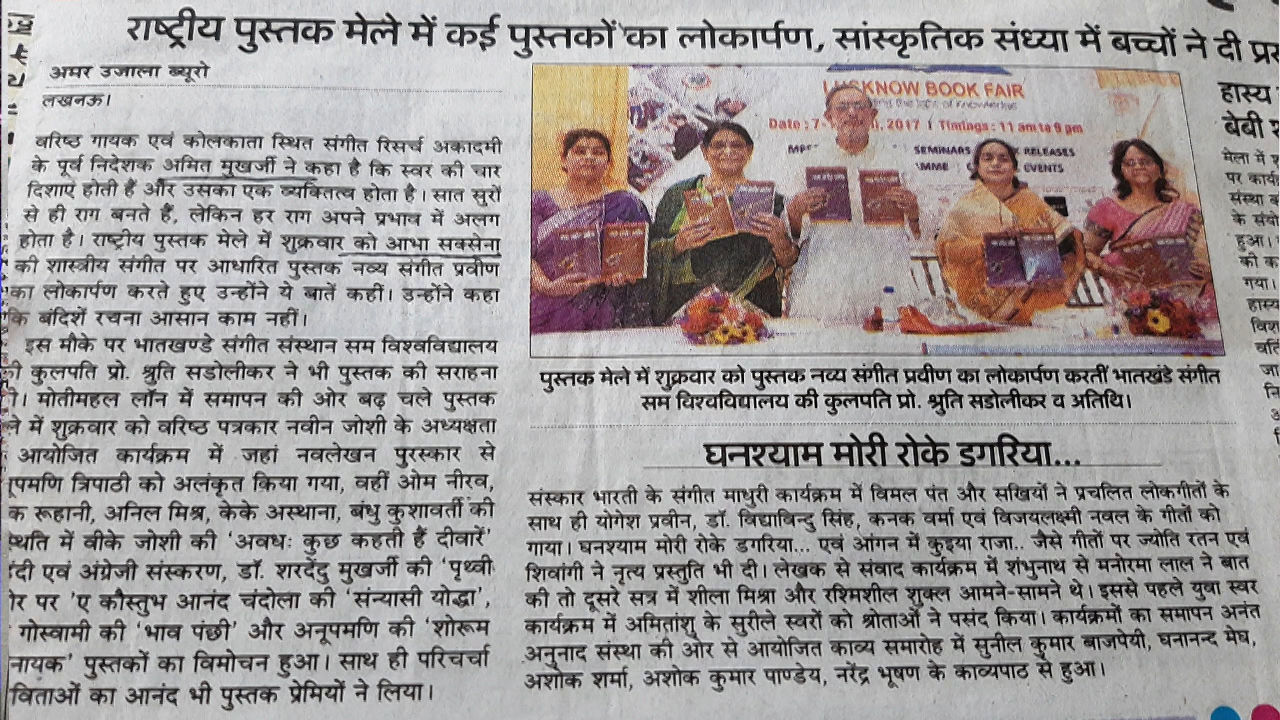 राष्ट्रीय पुस्तक मेले में कई पुस्तकों का लोकार्पण, सांस्कृतिक संध्या में बच्चों ने दी
अमर उजाला ब्यूरो
लखनऊ।
वरिष्ठ गायक एवं कोलकाता स्थित संगीत रिसर्च अकादमी
के पूर्व निदेशक अमित मुखर्जी ने कहा है कि स्वर की चार
दिशाएं होती हैं और उसका एक व्यक्तित्व होता है। सात सुरों
से ही राग बनते हैं, लेकिन हर राग अपने प्रभाव में अलग
होता है। राष्ट्रीय पुस्तक मेले में शुक्रवार को आभा सक्सेना
की शास्त्रीय संगीत पर आधारित पुस्तक नव्य संगीत प्रवीण
का लोकार्पण करते हुए उन्होंने ये बातें कहीं। उन्होंने कहा
कि बंदिशें रचना आसान काम नहीं।
इस मौके पर भातखण्डे संगीत संस्थान सम विश्वविद्यालय
की कुलपति प्रो. श्रुति सडोलीकर ने भी पुस्तक की सराहना
मोतीमहल लॉन में समापन की ओर बढ़ चले पुस्तक
में शुक्रवार को वरिष्ठ पत्रकार नवीन जोशी के अध्यक्षता
आयोजित कार्यक्रम में जहां नवलेखन पुरस्कार से
त्रिपाठी को अलंकृत किया गया, वहीं ओम नीरव,
रूहानी, अनिल मिश्र, केके अस्थाना, बंधु कुशावर्ती की
में वीके जोशी की ‘अवधः कुछ कहती हैं दीवारें’
एवं अंग्रेजी संस्करण, डॉ. शरदेंदु मुखर्जी की ‘पृथ्वी
पर 'ए कौस्तुभ आनंद चंदोला की ‘संन्यासी योद्धा’,
गोस्वामी की ‘भाव पंछी’ और अनूपमणि की ‘शोरूम
नायक’ पुस्तकों का विमोचन हुआ। साथ ही परिचर्चा
का आनंद भी पुस्तक प्रेमियों ने लिया।
KNOW BOOK FAIR
Date : 7- 2017 I Timings : 11 am to 9 pm
SEMINARS RELEASES
EVENTS
पुस्तक मेले में शुक्रवार को पुस्तक नव्य संगीत प्रवीण का लोकार्पण करतीं भातखंडे संगीत
सम विश्वविद्यालय की कुलपति प्रो. श्रुति सडोलीकर व अतिथि।
घनश्याम मोरी रोके डगरिया...
संस्कार भारती के संगीत माधुरी कार्यक्रम में विमल पंत और सखियों ने प्रचलित लोकगीतों के
साथ ही योगेश प्रवीन, डॉ. विद्याविन्दु सिंह, कनक वर्मा एवं विजयलक्ष्मी नवल के गीतों को
गाया। घनश्याम मोरी रोके डगरिया... एवं आंगन में कुइया राजा.. जैसे गीतों पर ज्योति रतन एवं
शिवांगी ने नृत्य प्रस्तुति भी दी। लेखक से संवाद कार्यक्रम में शंभुनाथ से मनोरमा लाल ने बात
की तो दूसरे सत्र में शीला मिश्रा और रश्मिशील शुक्ल आमने-सामने थे। इससे पहले युवा स्वर
कार्यक्रम में अमितांशु के सुरीले स्वरों को श्रोताओं ने पसंद किया। कार्यक्रमों का समापन अनंत
अनुनाद संस्था की ओर से आयोजित काव्य समारोह में सुनील कुमार बाजपेयी, घनानन्द मेघ,
अशोक शर्मा, अशोक कुमार पाण्डेय, नरेंद्र भूषण के काव्यपाठ से हुआ।
हास्य
बेबी
मेला में
पर
संस्था
के
हुआ।
की
गया।